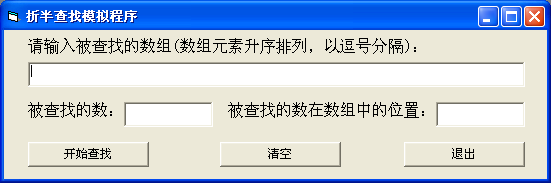 折半查找模拟程序
请输入被查找的数组(数组元素升序排列，以逗号分隔)：
被查找的数： 被查找的数在数组中的位置：
开始查找 清空 退出